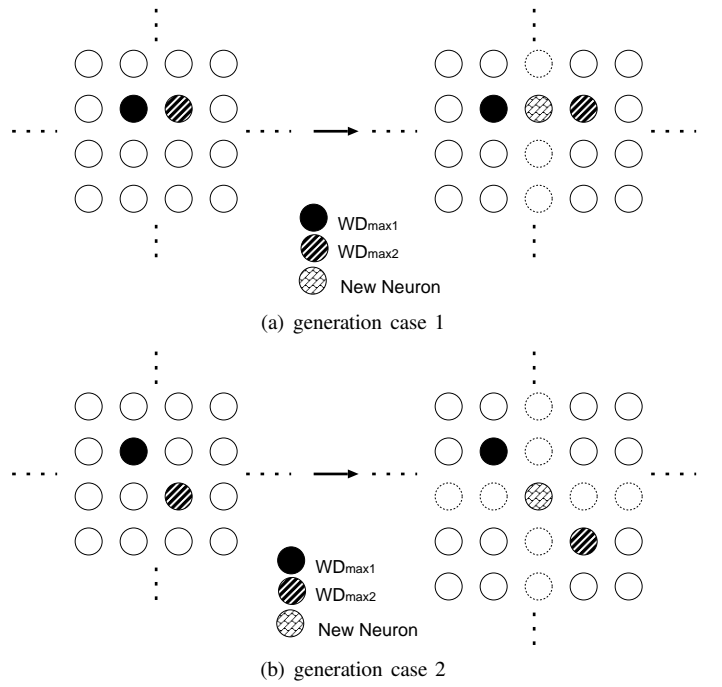 WDmax1
WDmax2
New Neuron
(a) generation case 1
WDmax1
WDmax2
New Neuron
(b) generation case 2